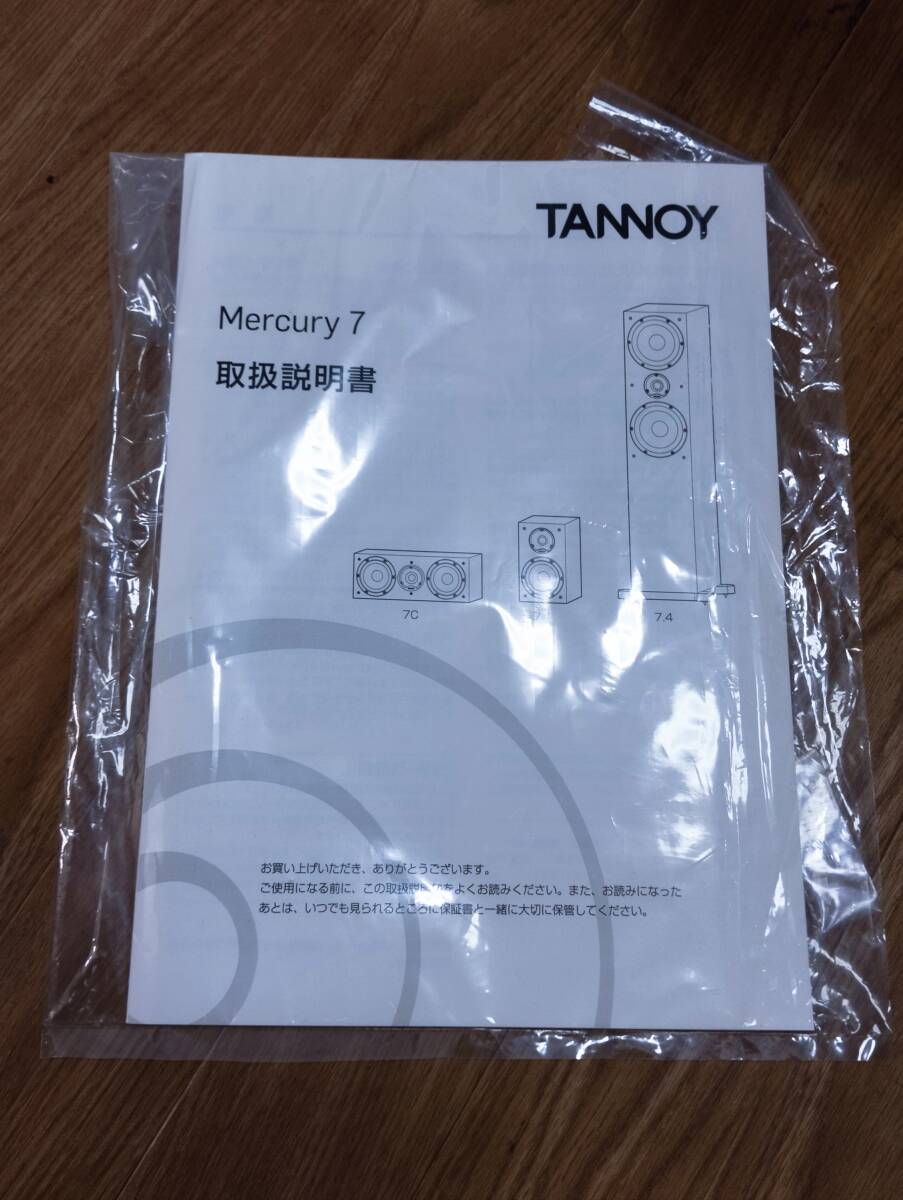 TANNOY
Mercury 7
取扱説明書
7C
7.4
お買い上げいただき、ありがとうございます。
ご使用になる前に、この取扱説明書をよくお読みください。また、お読みになった
あとは、いつでも見られるところに保証書と一緒に大切に保管してください。